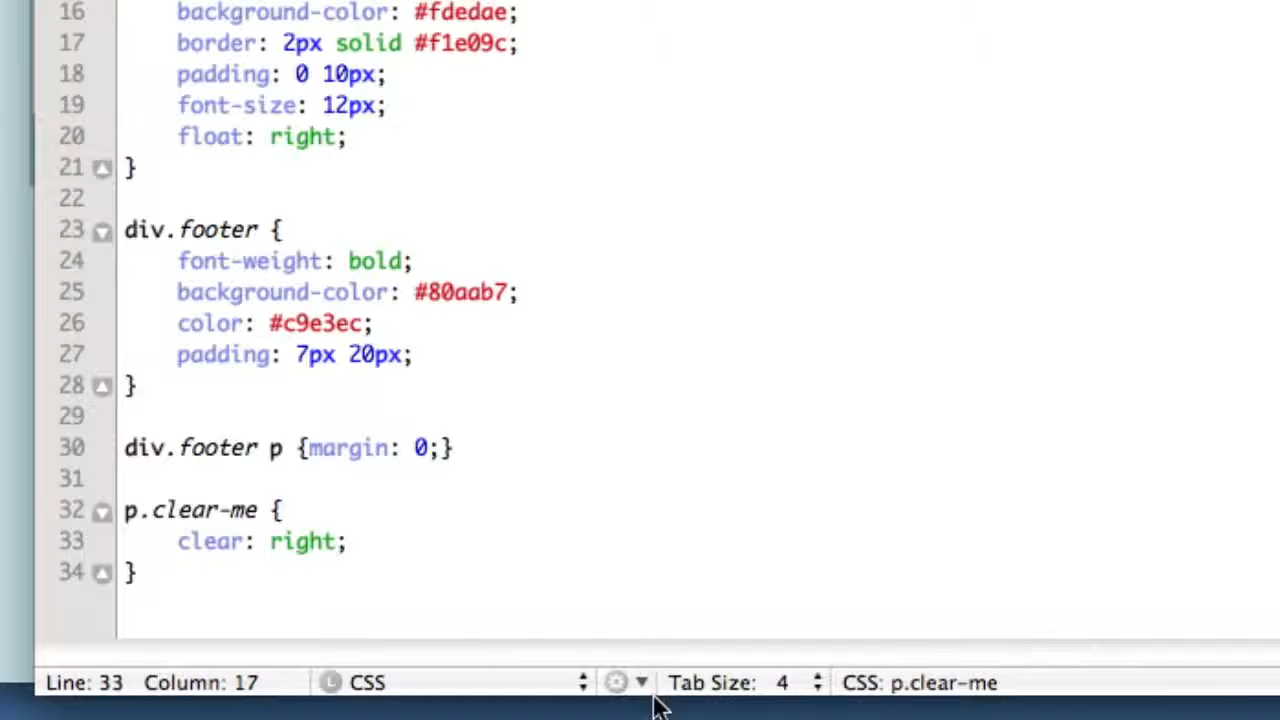 16 background-color: #fdedae;
17 border: 2px solid #f1e09c;
18 padding: 0 10px;
19 font-size: 12px;
20 float: right;
21 }
22
23 div.footer {
24 font-weight: bold;
25 background-color: #80aab7;
26 color: #c9e3ec;
27 padding: 7px 20px;
28 }
29
30 div.footer p {margin: 0;}
31
32 p.clear-me {
33 clear: right;
34 }
Line: 33 Column: 17 L CSS Tab Size: 4 CSS: p.clear-me